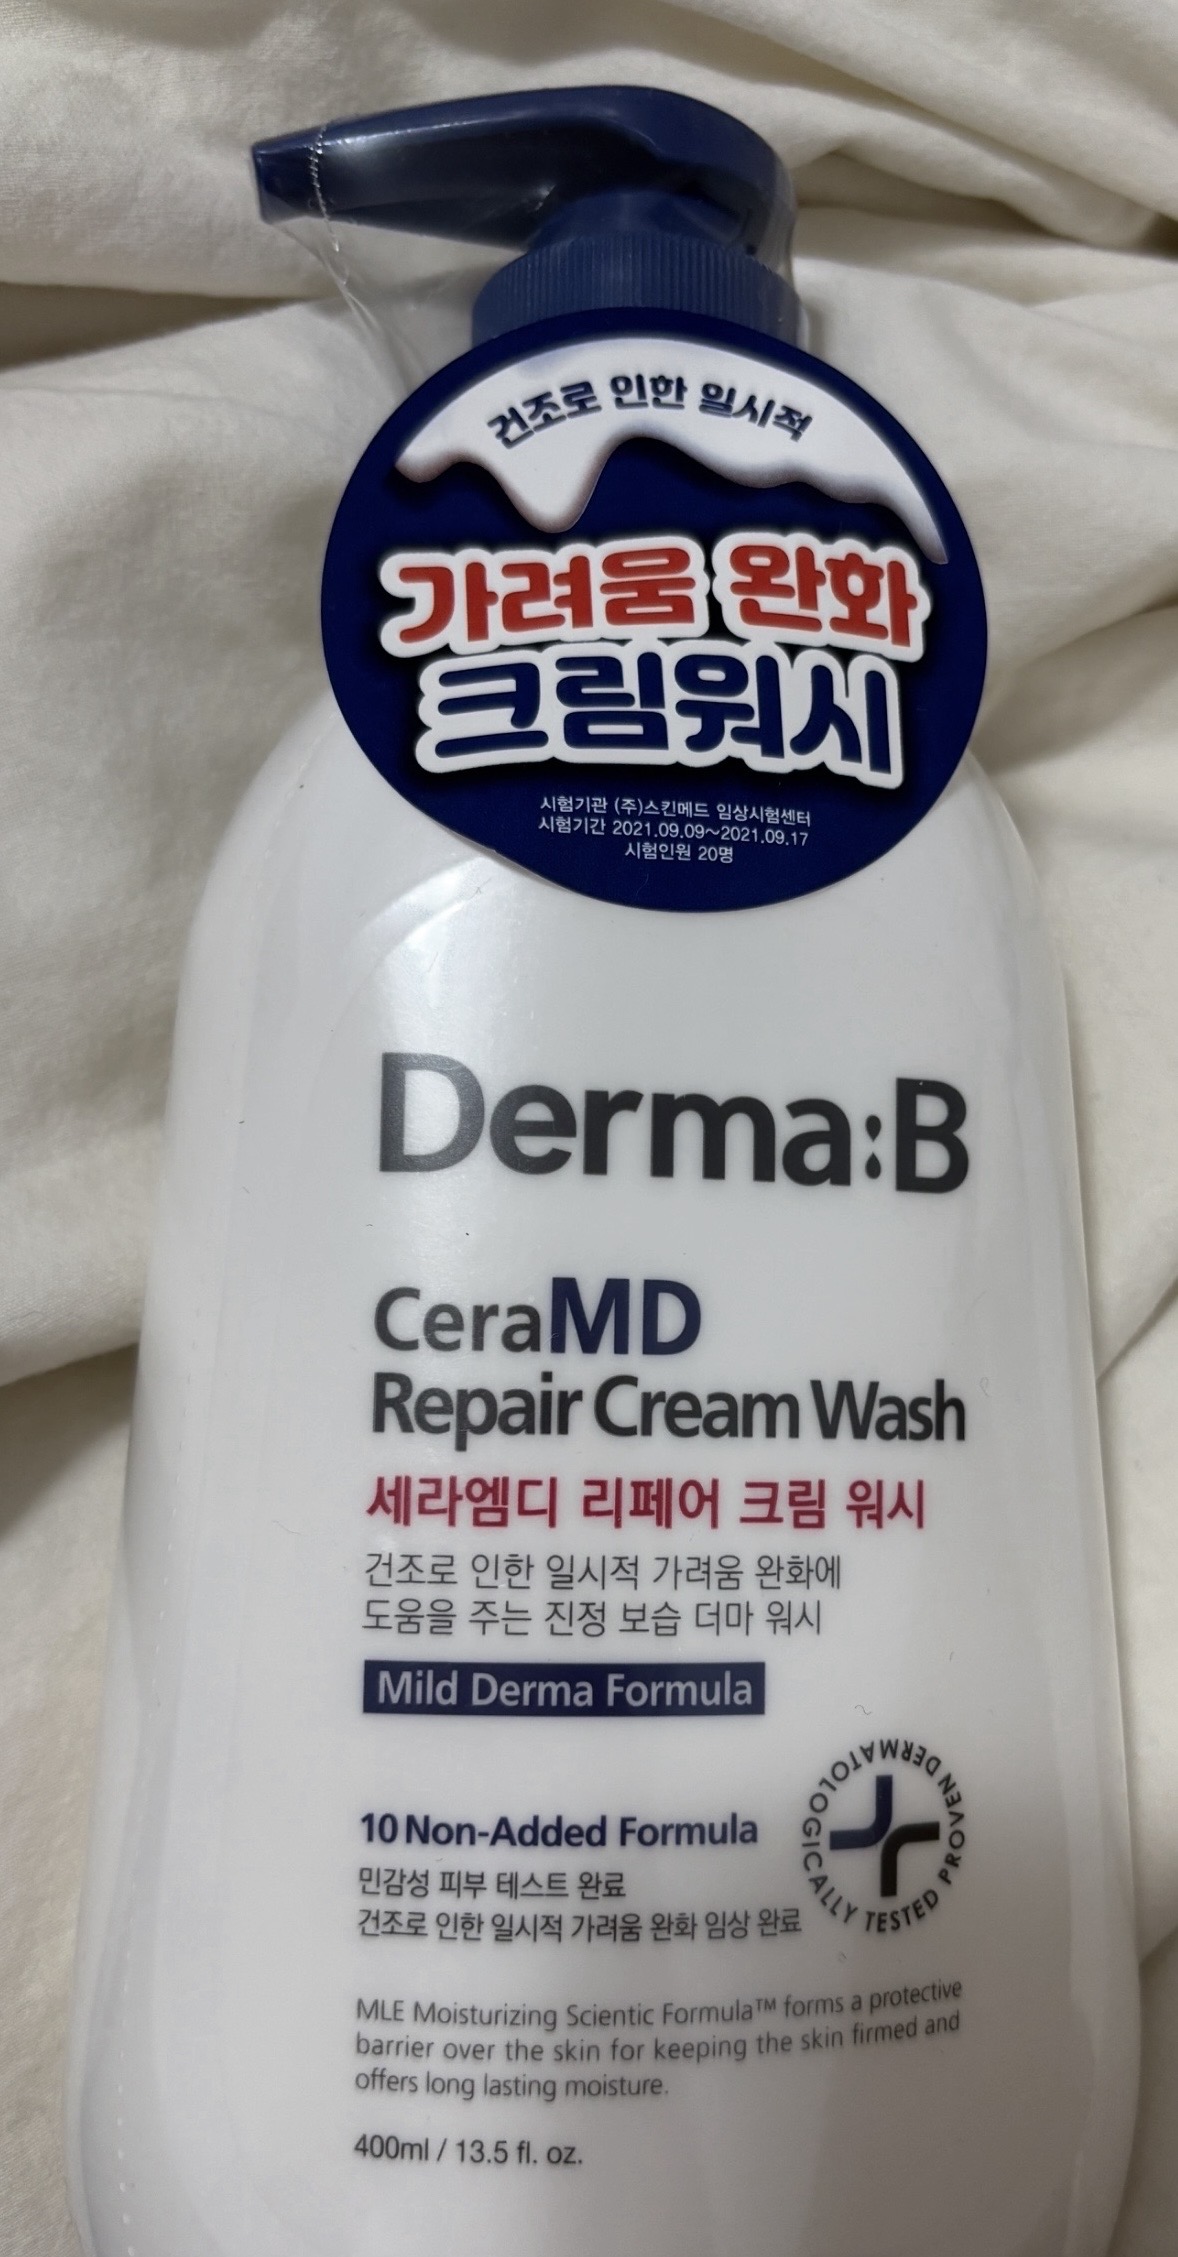 건조로 인한 일시적
가려움 완화
크림워시
시험기관 (주)스킨메드 임상시험센터
시험기간 2021.09.09~2021.09.17
시험인원 20명
Derma:B
CeraMD
Repair Cream Wash
세라엠디 리페어 크림 워시
건조로 인한 일시적 가려움 완화에
도움을 주는 진정 보습 더마 워시
Mild Derma Formula
10 Non-Added Formula
민감성 피부 테스트 완료
건조로 인한 일시적 가려움 완화 임상 완료
PROVEN DERMATOLOGICALLY TESTED
MLE Moisturizing Scientic Formula™ forms a protective
barrier over the skin for keeping the skin firmed and
offers long lasting moisture.
400ml / 13.5 fl. oz.